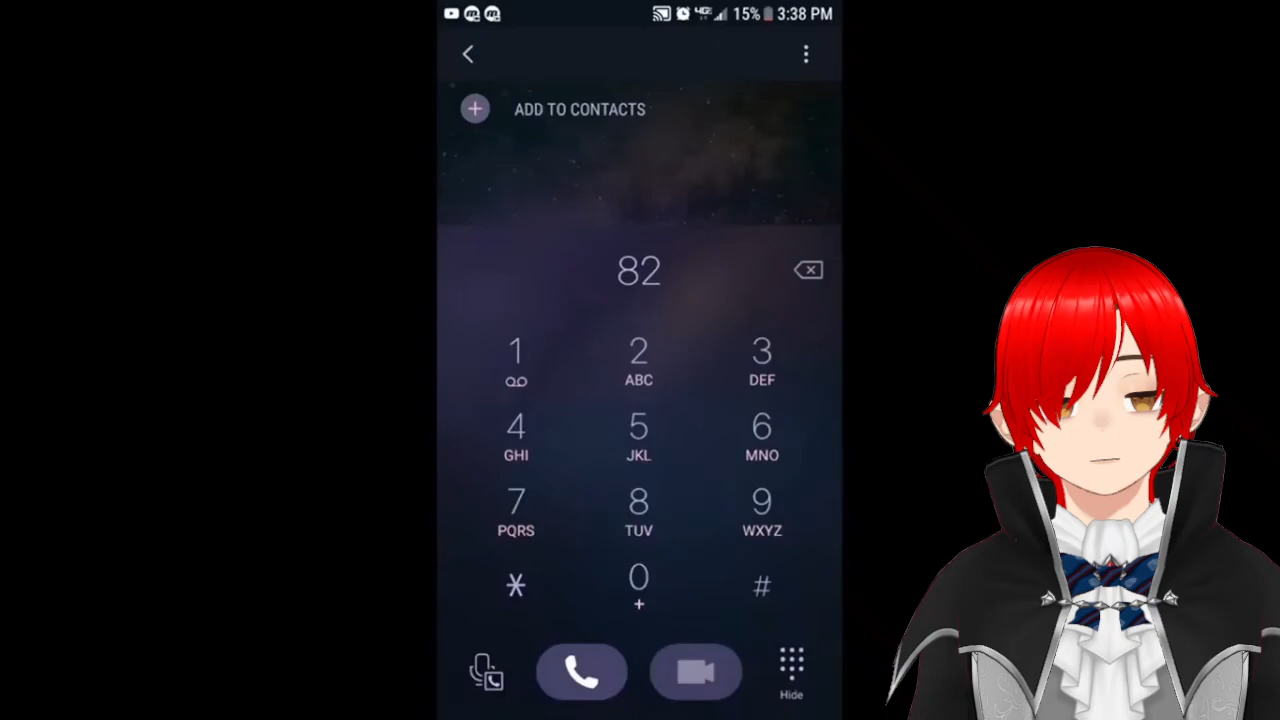 15% 3:38 PM
ADD TO CONTACTS
82
1 2 3
ABC DEF
4 5 6
GHI JKL MNO
7 8 9
PQRS TUV WXYZ
* 0 #
+
Hide